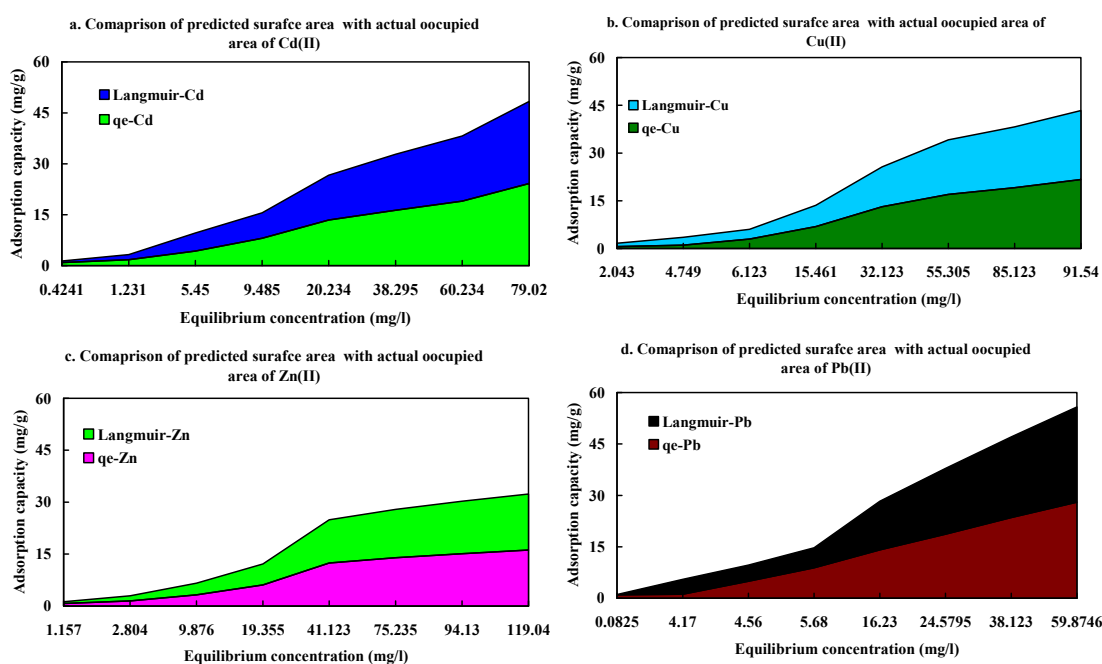 a. Comaprison of predicted surafce area  with actual oocupied
area of Cd(II)
Adsorption capacity (mg/g)
60
45
30
15
0
Langmuir-Cd
qe-Cd
0.4241 1.231 5.45 9.485 20.234 38.295 60.234 79.02
Equilibrium concentration (mg/l)
b. Comaprison of predicted surafce area  with actual oocupied area of
Cu(II)
Adsorption capacity (mg/g)
60
45
30
15
0
Langmuir-Cu
qe-Cu
2.043 4.749 6.123 15.461 32.123 55.305 85.123 91.54
Equilibrium concentration (mg/l)
c. Comaprison of predicted surafce area  with actual oocupied
area of Zn(II)
Adsorption capacity (mg/g)
60
45
30
15
0
Langmuir-Zn
qe-Zn
1.157 2.804 9.876 19.355 41.123 75.235 94.13 119.04
Equilibrium concentration (mg/l)
d. Comaprison of predicted surafce area  with actual oocupied
area of Pb(II)
Adsorption capacity (mg/g)
60
45
30
15
0
Langmuir-Pb
qe-Pb
0.0825 4.17 4.56 5.68 16.23 24.5795 38.123 59.8746
Equilibrium concentration (mg/l)